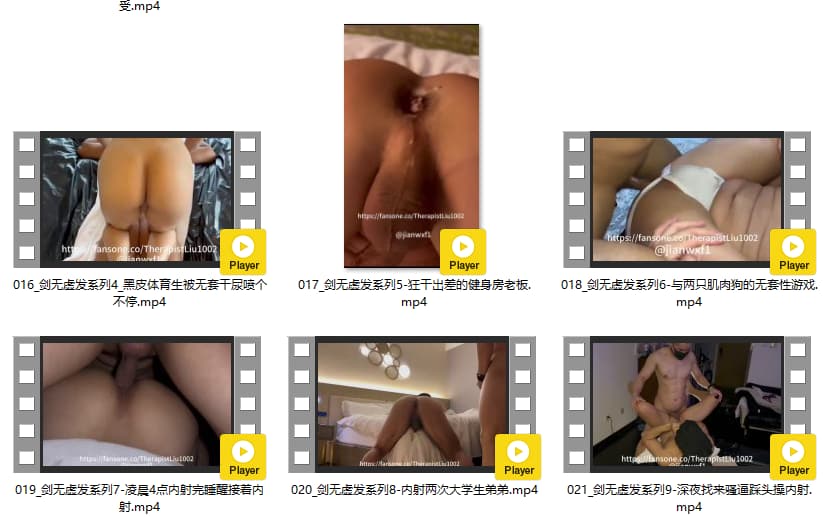 受.mp4
https://fansone.co/TherapistLiu1002
@jianwxf1
Player
016_剑无虚发系列4_黑皮体育生被无套干尿喷个
不停.mp4
https://fansone.co/TherapistLiu1002
@jianwxf1
Player
017_剑无虚发系列5-狂干出差的健身房老板.
mp4
https://fansone.co/TherapistLiu1002
@jianwxf1
Player
018_剑无虚发系列6-与两只肌肉狗的无套性游戏.
mp4
https://fansone.co/TherapistLiu1002
Player
019_剑无虚发系列7-凌晨4点内射完睡醒接着内
射.mp4
https://fansone.co/TherapistLiu1002
Player
020_剑无虚发系列8-内射两次大学生弟弟.mp4
https://fansone.co/TherapistLiu1002
Player
021_剑无虚发系列9-深夜找来骚逼踩头操内射.
mp4